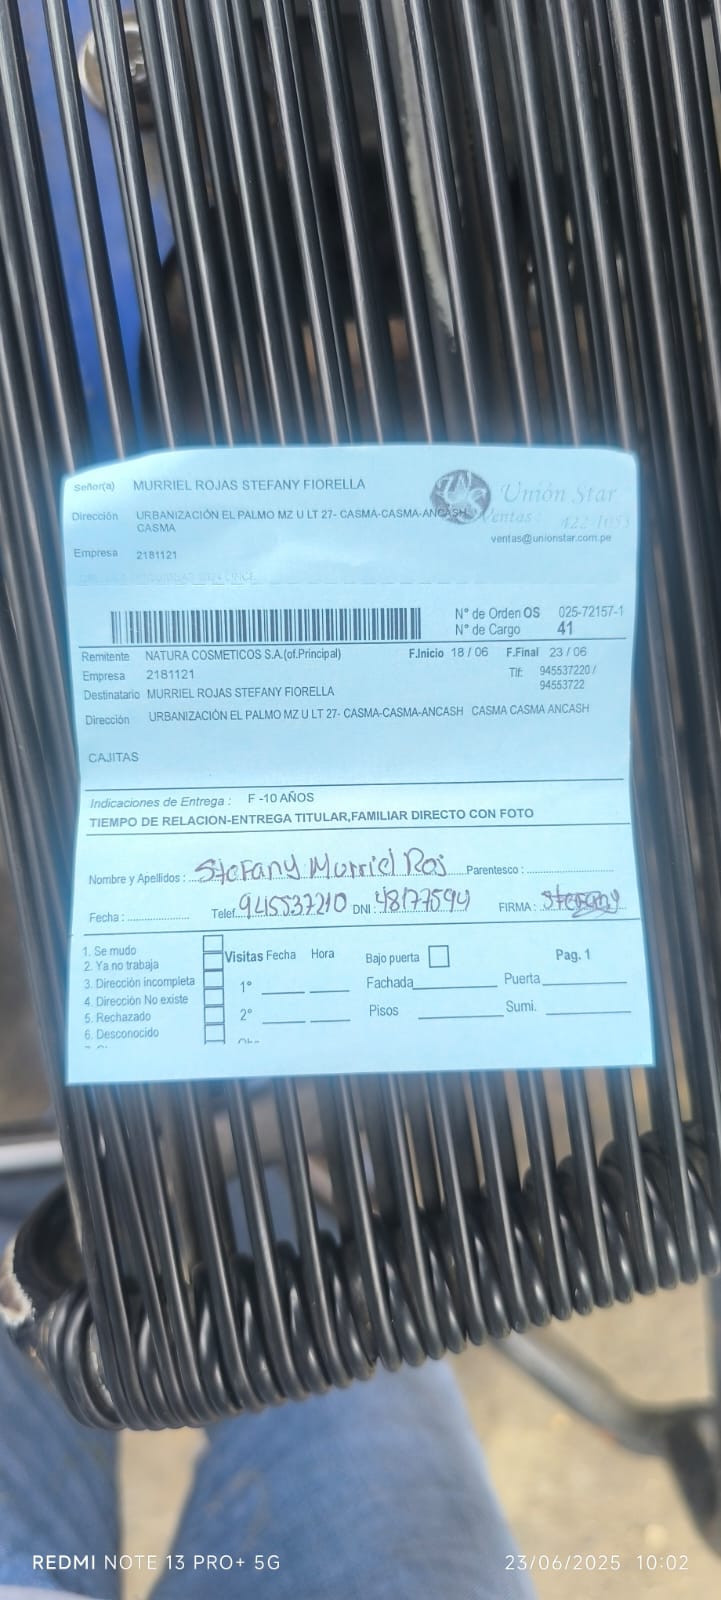 Señor(a) MURRIEL ROJAS STEFANY FIORELLA
Unión Star
Dirección URBANIZACIÓN EL PALMO MZ U LT 27- CASMA-CASMA-ANCASH
CASMA
Ventas :
ventas@unionstar.com.pe
Empresa 2181121
N° de Orden OS 025-72157-1
N° de Cargo 41
Remitente NATURA COSMETICOS S.A.(of.Principal) F.Inicio 18 / 06 F.Final 23 / 06
Empresa 2181121 Tlf: 945537220 /
94553722
Destinatario MURRIEL ROJAS STEFANY FIORELLA
Dirección URBANIZACIÓN EL PALMO MZ U LT 27- CASMA-CASMA-ANCASH CASMA CASMA ANCASH
CAJITAS
Indicaciones de Entrega : F -10 AÑOS
TIEMPO DE RELACION-ENTREGA TITULAR,FAMILIAR DIRECTO CON FOTO
Nombre y Apellidos : Stefany Murriel Roj Parentesco :
Fecha : Telef. 945537210 DNI : 48177594 FIRMA : Stefany
1. Se mudo
2. Ya no trabaja
3. Dirección incompleta
4. Dirección No existe
5. Rechazado
6. Desconocido
Visitas Fecha Hora
1°
2°
Bajo puerta
Fachada
Pisos
Pag. 1
Puerta
Sumi.
REDMI NOTE 13 PRO+ 5G
23/06/2025 10:02